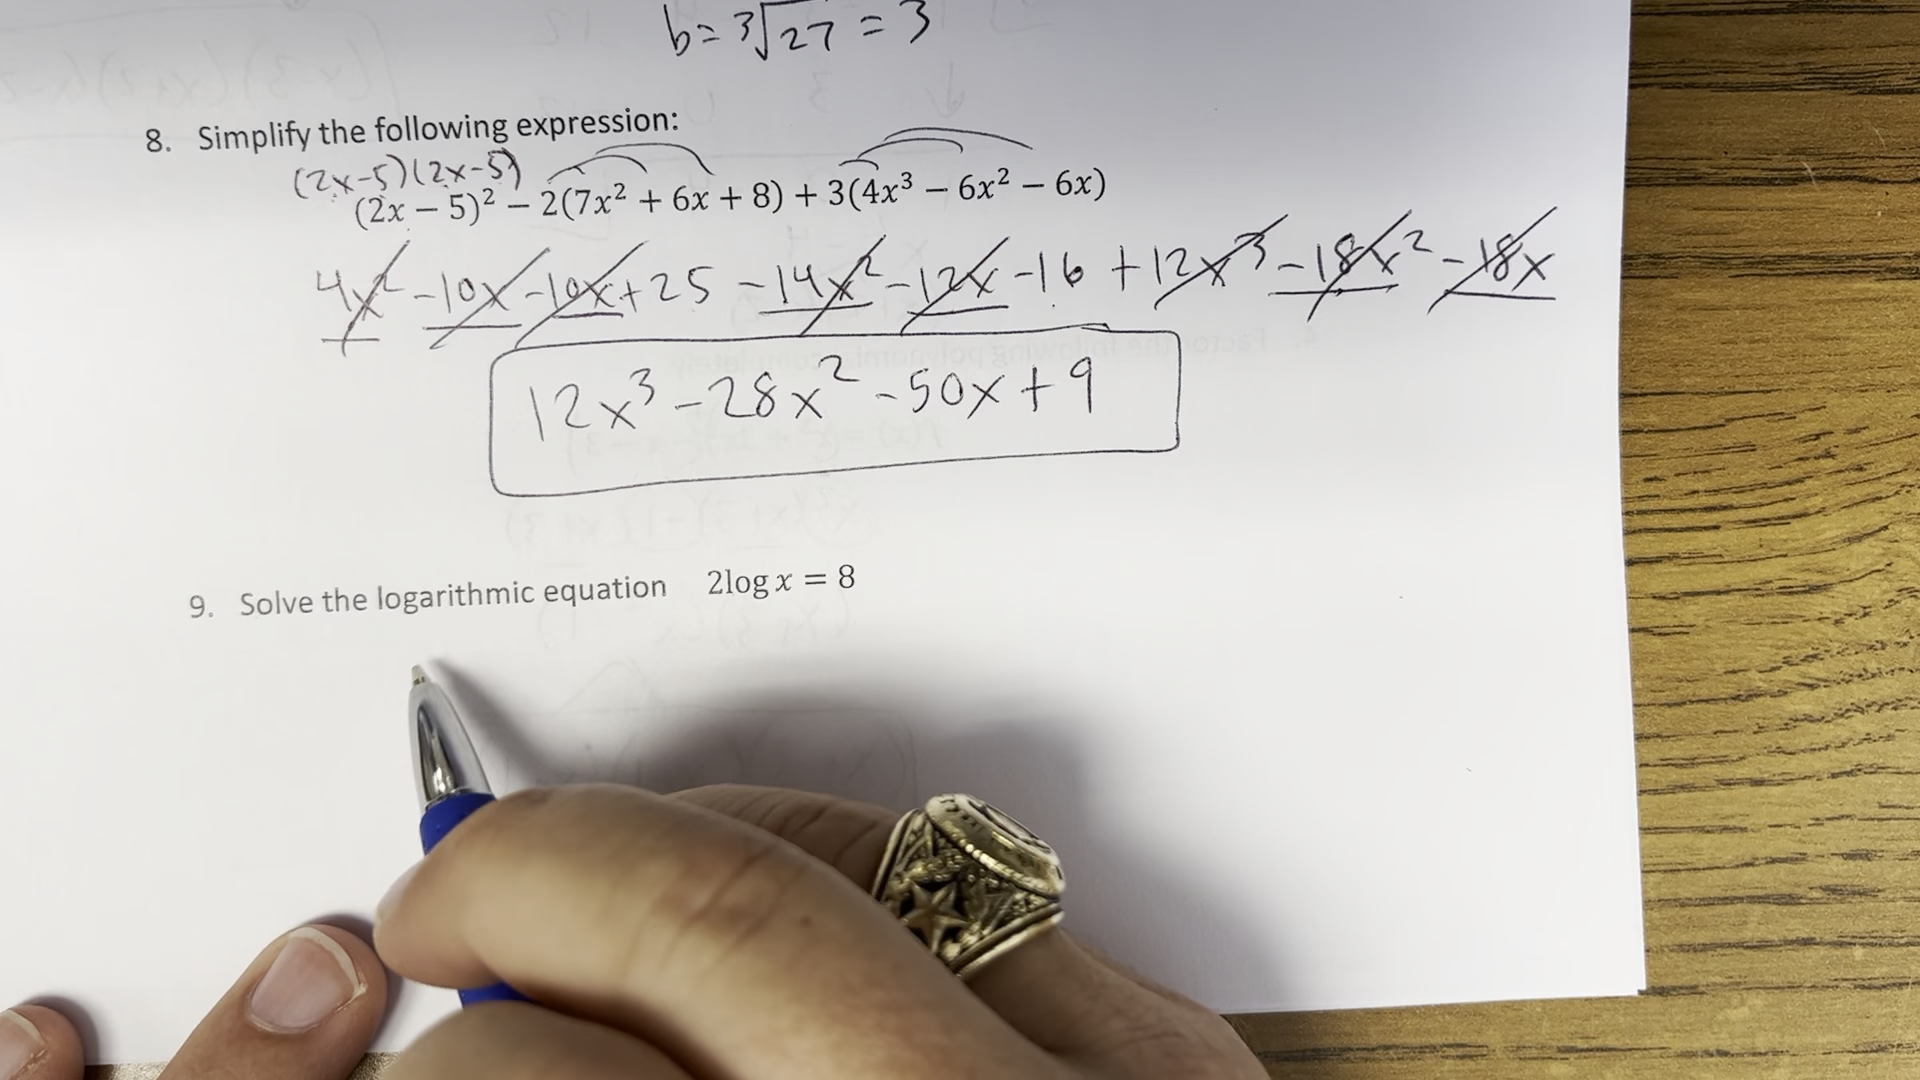 b = ³√27 = 3
8. Simplify the following expression:
(2x-5)(2x-5)
(2x − 5)² − 2(7x² + 6x + 8) + 3(4x³ − 6x² − 6x)
4x² -10x -10x +25 -14x² -12x -16 +12x³ -18x² -18x
12x³ -28x² -50x + 9
9. Solve the logarithmic equation 2log x = 8